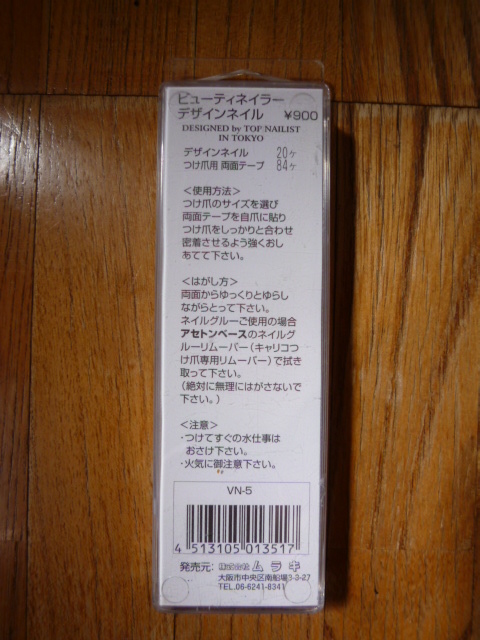 ビューティネイラー
デザインネイル ¥900
DESIGNED by TOP NAILIST
IN TOKYO
デザインネイル 20ヶ
つけ爪用 両面テープ 84ヶ
<使用方法>
つけ爪のサイズを選び
両面テープを自爪に貼り
つけ爪をしっかりと合わせ
密着させるよう強くおし
あてて下さい。
<はがし方>
両面からゆっくりとゆらし
ながらとって下さい。
ネイルグルーご使用の場合
アセトンベースのネイルグ
ルーリムーバー(キャリコつ
け爪専用リムーバー)で拭き
取って下さい。
(絶対に無理にはがさないで
下さい。)
<注意>
・つけてすぐの水仕事は
おさけ下さい。
・火気に御注意下さい。
VN-5
4 513105 013517
発売元: 株式会社 ムラキ
大阪市中央区南船場3-3-27
TEL.06-6241-8341